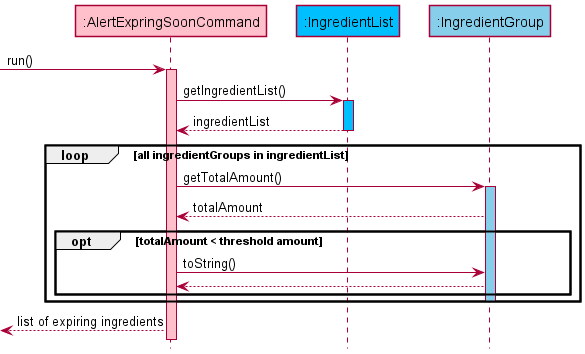 :AlertExpringSoonCommand :IngredientList :IngredientGroup
run()
getIngredientList()
ingredientList
loop [all ingredientGroups in ingredientList]
getTotalAmount()
totalAmount
opt [totalAmount < threshold amount]
toString()
list of expiring ingredients